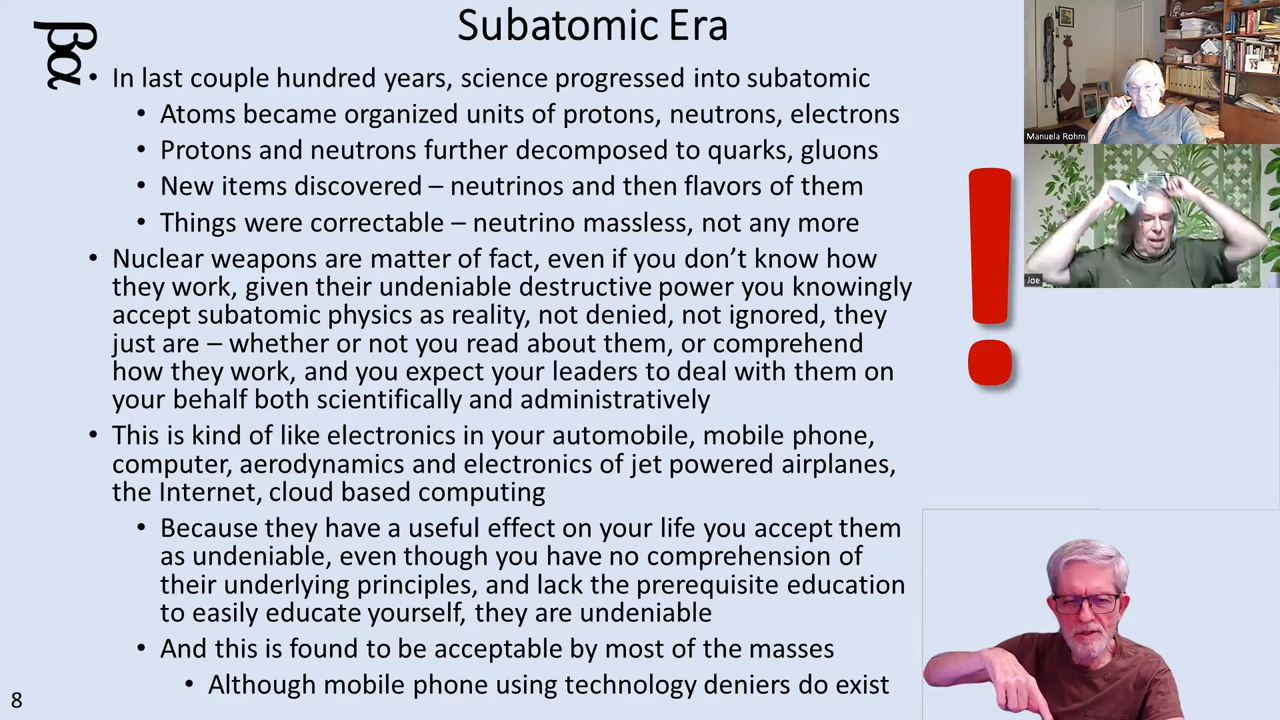 Subatomic Era
βα
• In last couple hundred years, science progressed into subatomic
• Atoms became organized units of protons, neutrons, electrons
• Protons and neutrons further decomposed to quarks, gluons
• New items discovered – neutrinos and then flavors of them
• Things were correctable – neutrino massless, not any more
• Nuclear weapons are matter of fact, even if you don’t know how
they work, given their undeniable destructive power you knowingly
accept subatomic physics as reality, not denied, not ignored, they
just are – whether or not you read about them, or comprehend
how they work, and you expect your leaders to deal with them on
your behalf both scientifically and administratively
• This is kind of like electronics in your automobile, mobile phone,
computer, aerodynamics and electronics of jet powered airplanes,
the Internet, cloud based computing
• Because they have a useful effect on your life you accept them
as undeniable, even though you have no comprehension of
their underlying principles, and lack the prerequisite education
to easily educate yourself, they are undeniable
• And this is found to be acceptable by most of the masses
• Although mobile phone using technology deniers do exist
8
!
Manuela Rohm
Joe